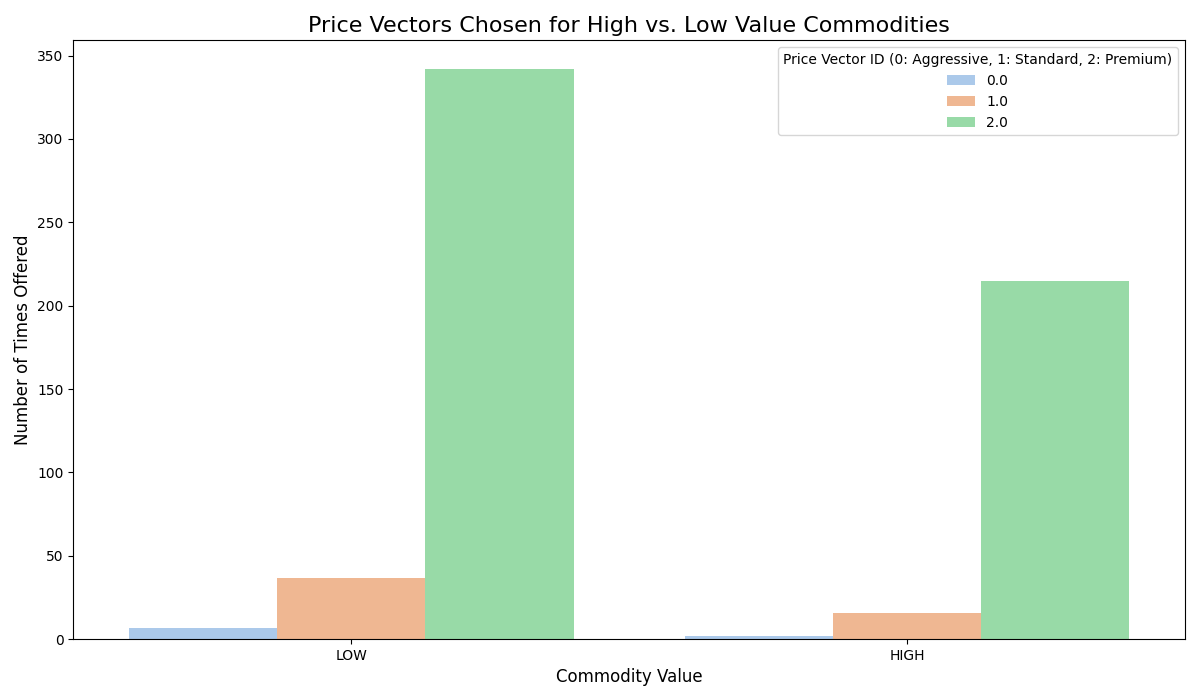 Price Vectors Chosen for High vs. Low Value Commodities
Price Vector ID (0: Aggressive, 1: Standard, 2: Premium)
0.0
1.0
2.0
Number of Times Offered
350
300
250
200
150
100
50
0
LOW
HIGH
Commodity Value